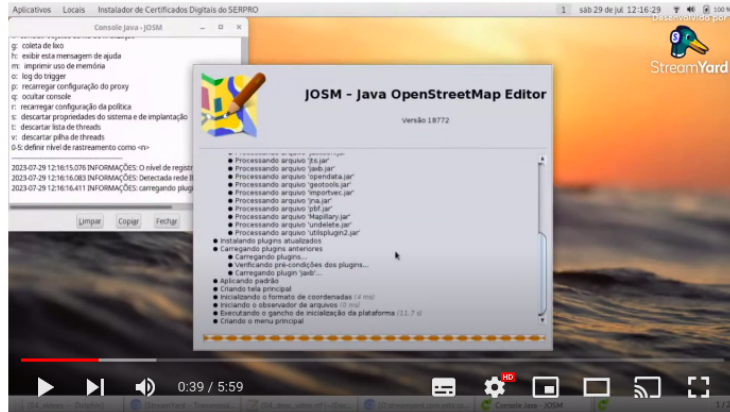 Aplicativos Locais Instalador de Certificados Digitais do SERPRO 1 sáb 29 de jul, 12:16:29 100%
Desenvolvido por
StreamYard
Console Java - JOSM
g: coleta de lixo
h: exibir esta mensagem de ajuda
m: imprimir uso de memória
o: log do trigger
p: recarregar configuração do proxy
q: ocultar console
r: recarregar configuração da política
s: descartar propriedades do sistema e de implantação
t: descartar lista de threads
v: descartar pilha de threads
0-5: definir nível de rastreamento como <n>
2023-07-29 12:16:15.076 INFORMAÇÕES: O nível de registr
2023-07-29 12:16:16.083 INFORMAÇÕES: Detectada rede
2023-07-29 12:16:16.411 INFORMAÇÕES: carregando plug
Limpar Copiar Fechar
JOSM – Java OpenStreetMap Editor
Versão 18772
Processando arquivo 'jts.jar'
Processando arquivo 'jaxb.jar'
Processando arquivo 'opendata.jar'
Processando arquivo 'geotools.jar'
Processando arquivo 'importvec.jar'
Processando arquivo 'jna.jar'
Processando arquivo 'pbf.jar'
Processando arquivo 'Mapillary.jar'
Processando arquivo 'undelete.jar'
Processando arquivo 'utilsplugin2.jar'
Instalando plugins atualizados
Carregando plugins anteriores
Carregando plugins...
Verificando pré-condições dos plugins...
Carregando plugin 'jaxb'...
Aplicando padrão
Criando tela principal
Inicializando o formato de coordenadas (4 ms)
Iniciando o observador de arquivos (0 ms)
Executando o gancho de inicialização da plataforma (11.7 s)
Criando o menu principal
0:39 / 5:59
HD
Console Java - JOSM